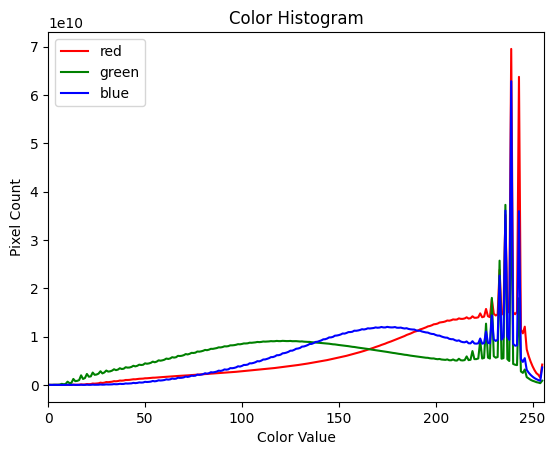 Color Histogram
1e10
red
green
blue
7
6
5
4
3
2
1
0
Pixel Count
0 50 100 150 200 250
Color Value